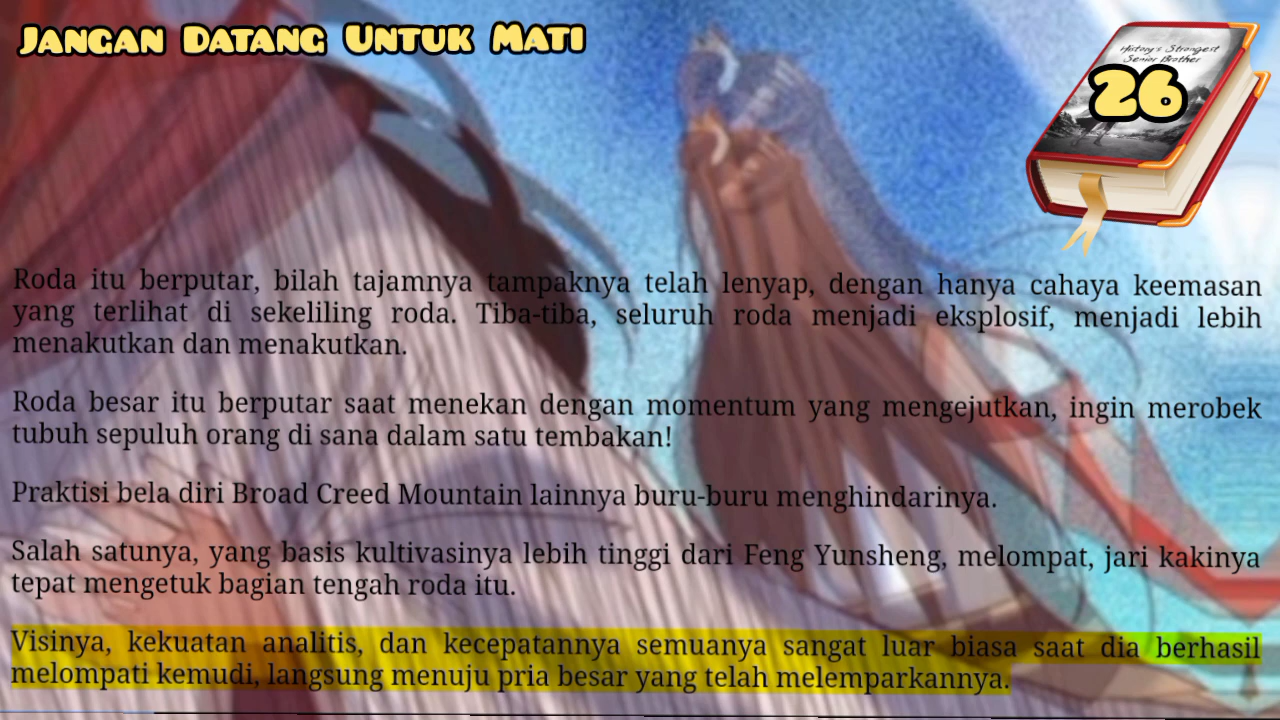 Jangan Datang Untuk Mati
History's Strongest
Senior Brother
26
Roda itu berputar, bilah tajamnya tampaknya telah lenyap, dengan hanya cahaya keemasan
yang terlihat di sekeliling roda. Tiba-tiba, seluruh roda menjadi eksplosif, menjadi lebih
menakutkan dan menakutkan.
Roda besar itu berputar saat menekan dengan momentum yang mengejutkan, ingin merobek
tubuh sepuluh orang di sana dalam satu tembakan!
Praktisi bela diri Broad Creed Mountain lainnya buru-buru menghindarinya.
Salah satunya, yang basis kultivasinya lebih tinggi dari Feng Yunsheng, melompat, jari kakinya
tepat mengetuk bagian tengah roda itu.
Visinya, kekuatan analitis, dan kecepatannya semuanya sangat luar biasa saat dia berhasil
melompati kemudi, langsung menuju pria besar yang telah melemparkannya.